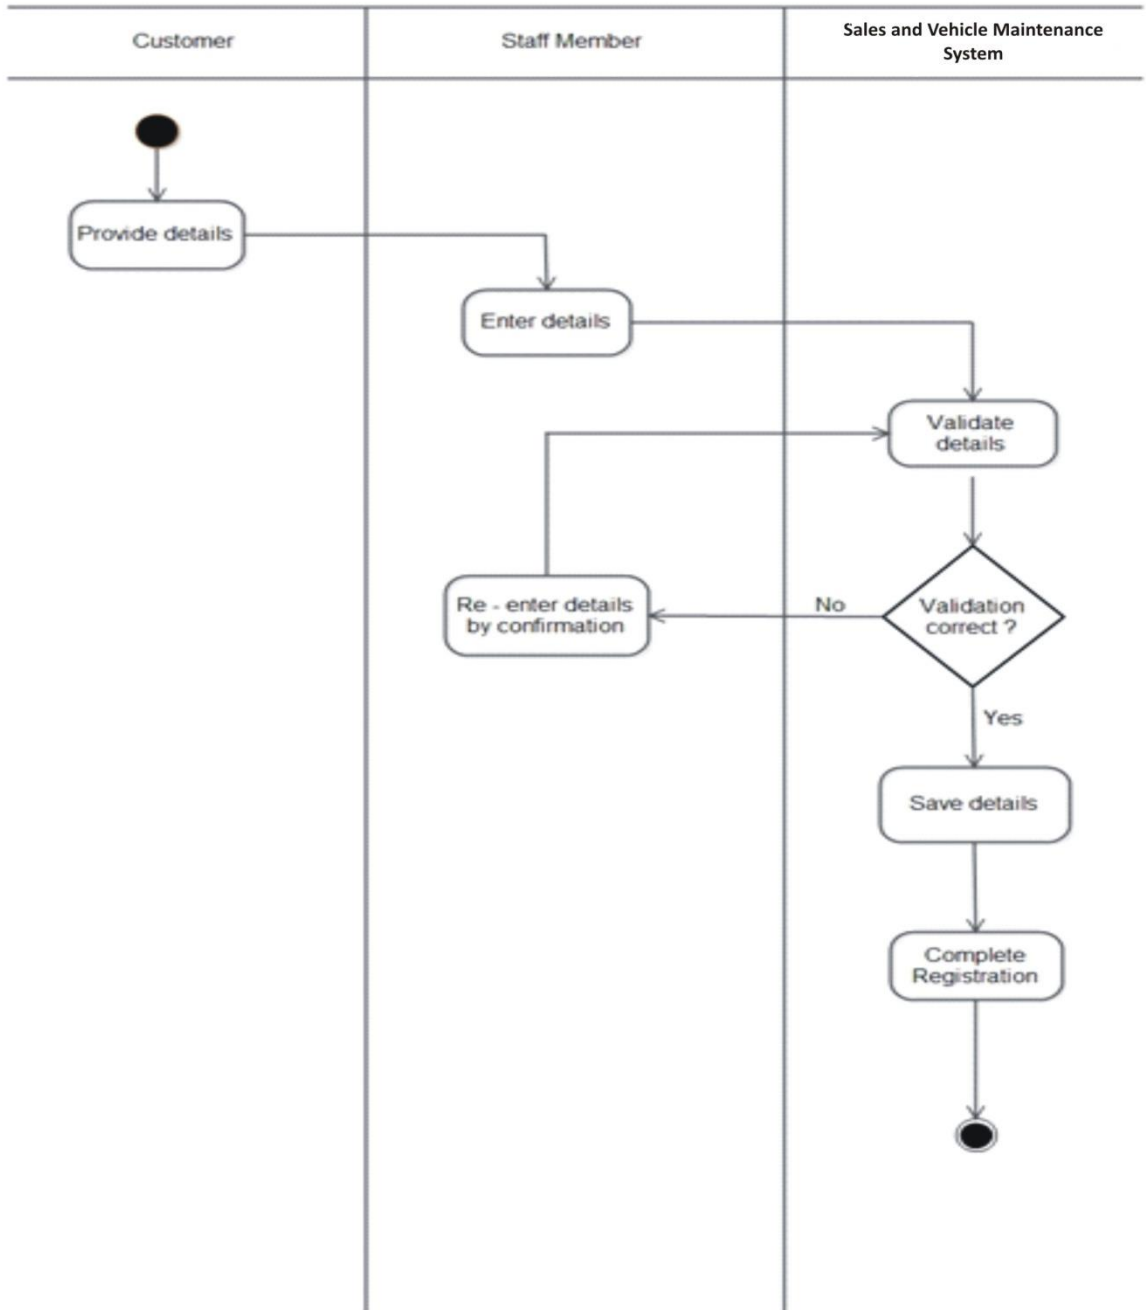 Customer
Staff Member
Sales and Vehicle Maintenance
System
Provide details
Enter details
Validate
details
Re - enter details
by confirmation
No
Validation
correct ?
Yes
Save details
Complete
Registration